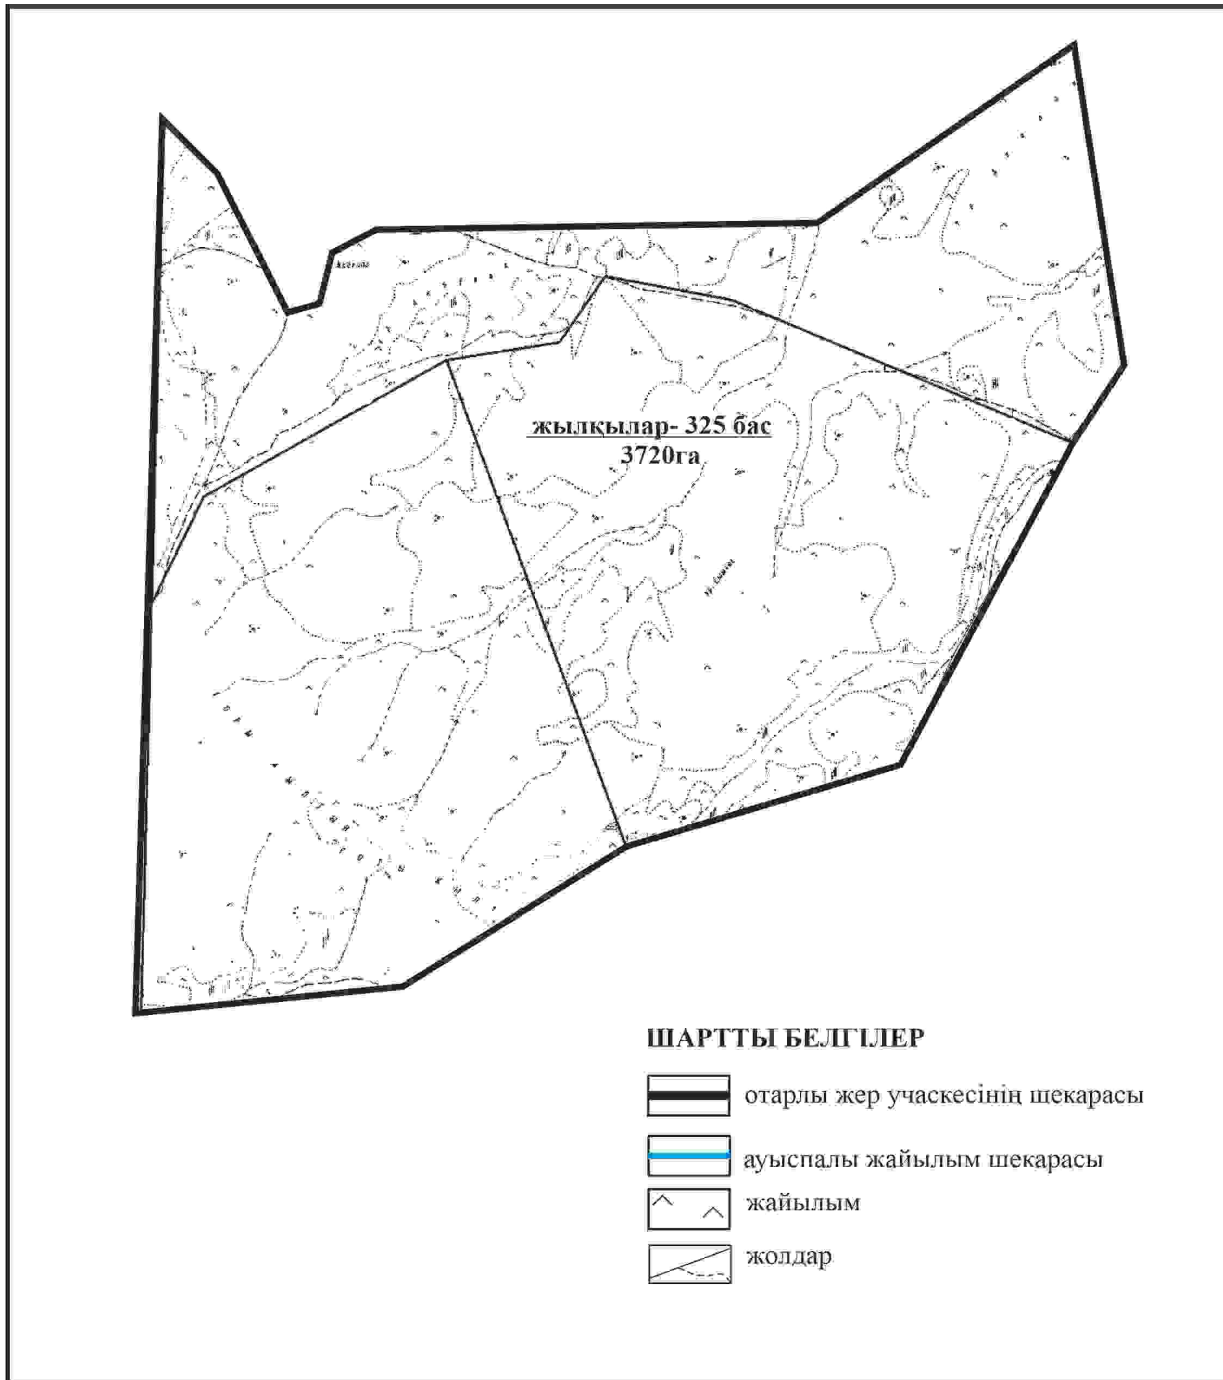 жылқылар- 325 бас
3720га
ШАРТТЫ БЕЛГІЛЕР
отарлы жер учаскесінің шекарасы
ауыспалы жайылым шекарасы
жайылым
жолдар